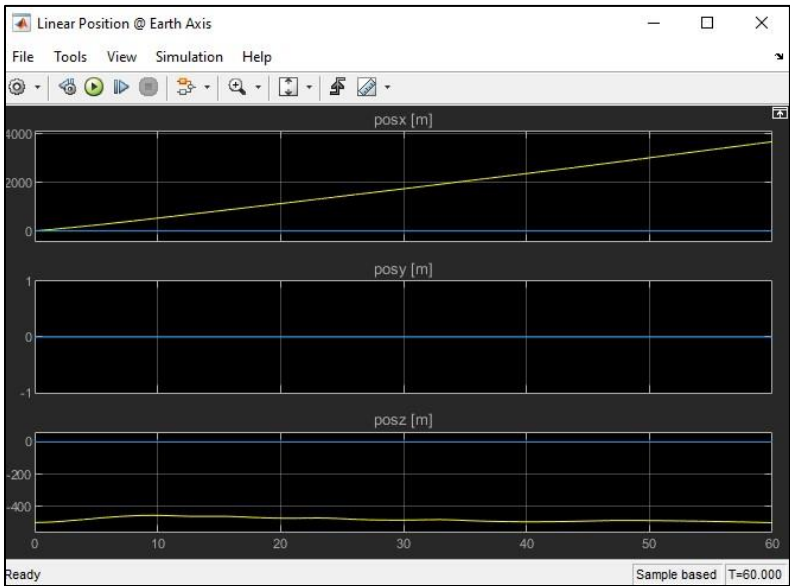 Linear Position @ Earth Axis
File Tools View Simulation Help
posx [m]
4000
2000
0
posy [m]
1
0
-1
posz [m]
0
-200
-400
0 10 20 30 40 50 60
Ready Sample based T=60.000